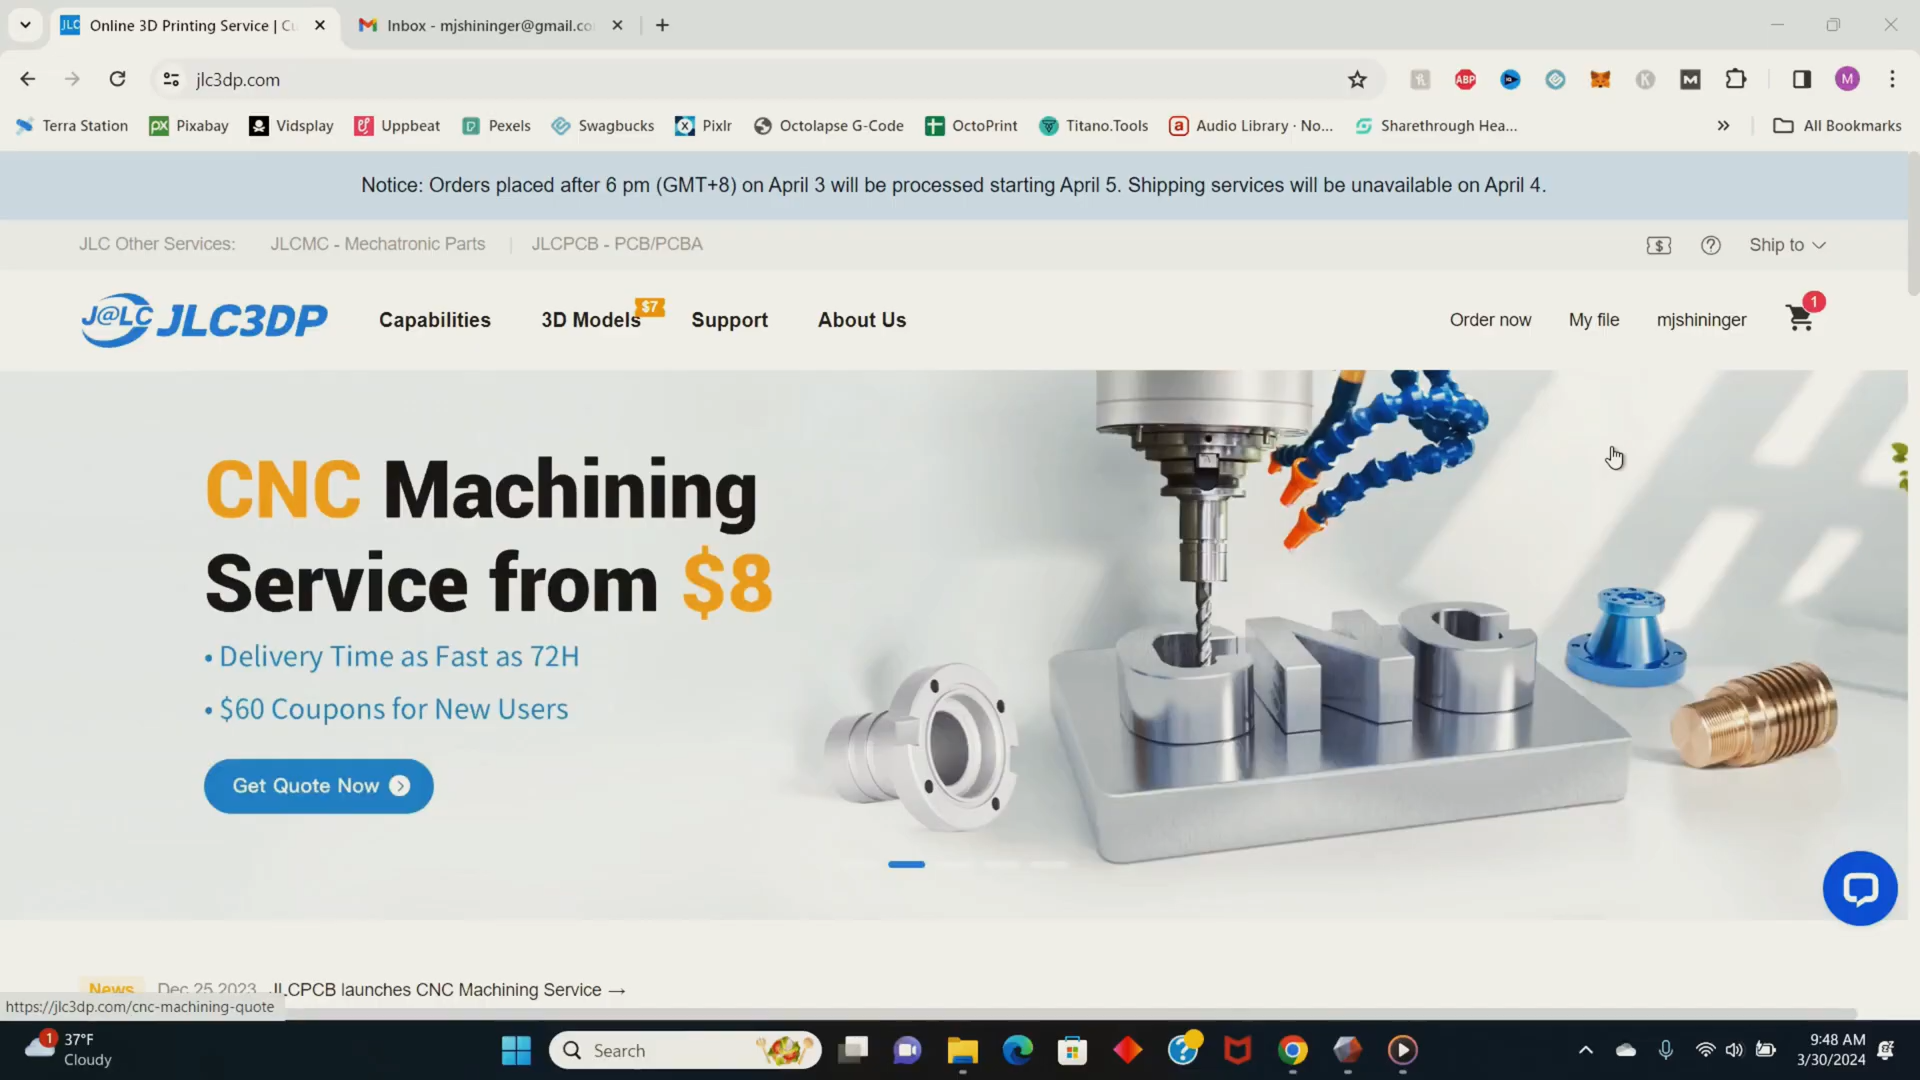 JLC Online 3D Printing Service | Cu
Inbox - mjshininger@gmail.co
jlc3dp.com
ABP
M
Terra Station
px Pixabay
Vidsplay
Uppbeat
Pexels
Swagbucks
Pixlr
Octolapse G-Code
OctoPrint
Titano.Tools
a Audio Library · No...
Sharethrough Hea...
»
All Bookmarks
Notice: Orders placed after 6 pm (GMT+8) on April 3 will be processed starting April 5. Shipping services will be unavailable on April 4.
JLC Other Services: JLCMC - Mechatronic Parts | JLCPCB - PCB/PCBA
$ ? Ship to
J@LC JLC3DP
Capabilities
3D Models $7
Support
About Us
Order now
My file
mjshininger
1
CNC Machining
Service from $8
• Delivery Time as Fast as 72H
• $60 Coupons for New Users
Get Quote Now
CNC
News Dec 25,2023 JLCPCB launches CNC Machining Service →
https://jlc3dp.com/cnc-machining-quote
1 37°F
Cloudy
Search
9:48 AM
3/30/2024